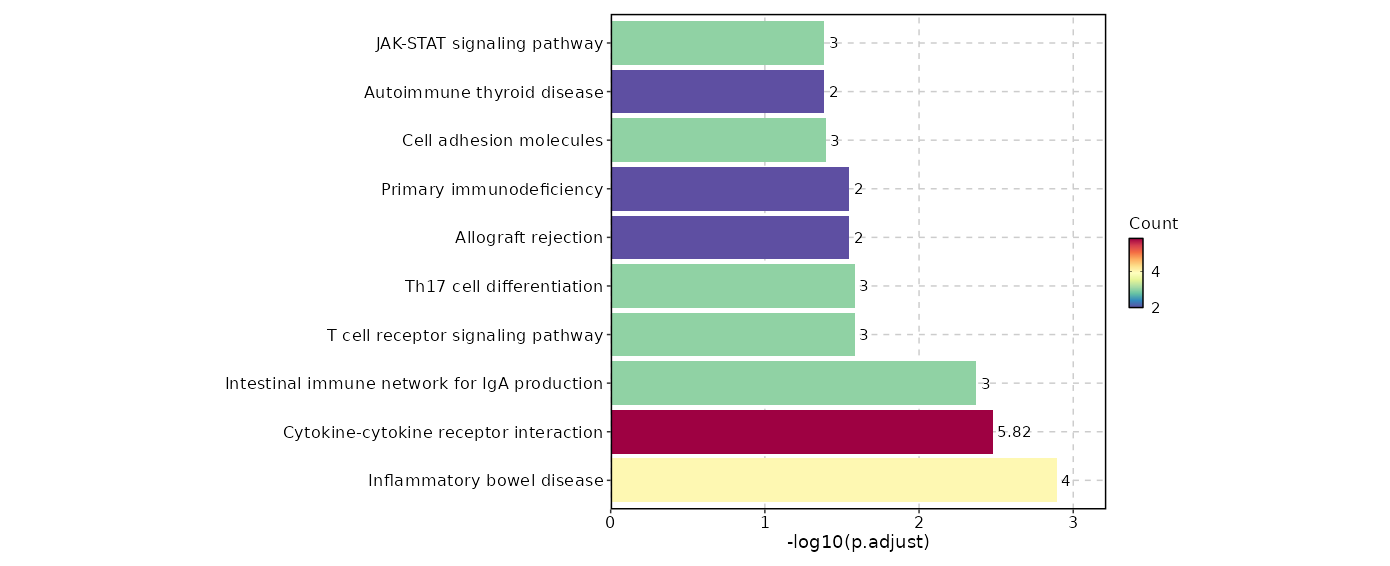 JAK-STAT signaling pathway 3
Autoimmune thyroid disease 2
Cell adhesion molecules 3
Primary immunodeficiency 2
Allograft rejection 2
Th17 cell differentiation 3
T cell receptor signaling pathway 3
Intestinal immune network for IgA production 3
Cytokine-cytokine receptor interaction 5.82
Inflammatory bowel disease 4
0 1 2 3
-log10(p.adjust)
Count
4
2